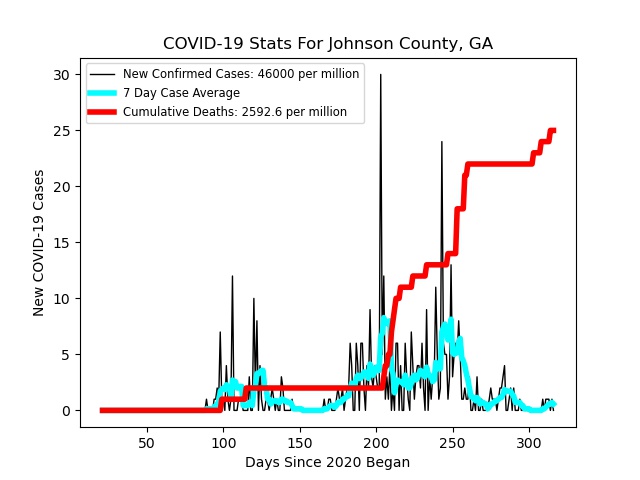 COVID-19 Stats For Johnson County, GA
New Confirmed Cases: 46000 per million
7 Day Case Average
Cumulative Deaths: 2592.6 per million
New COVID-19 Cases
30
25
20
15
10
5
0
50 100 150 200 250 300
Days Since 2020 Began